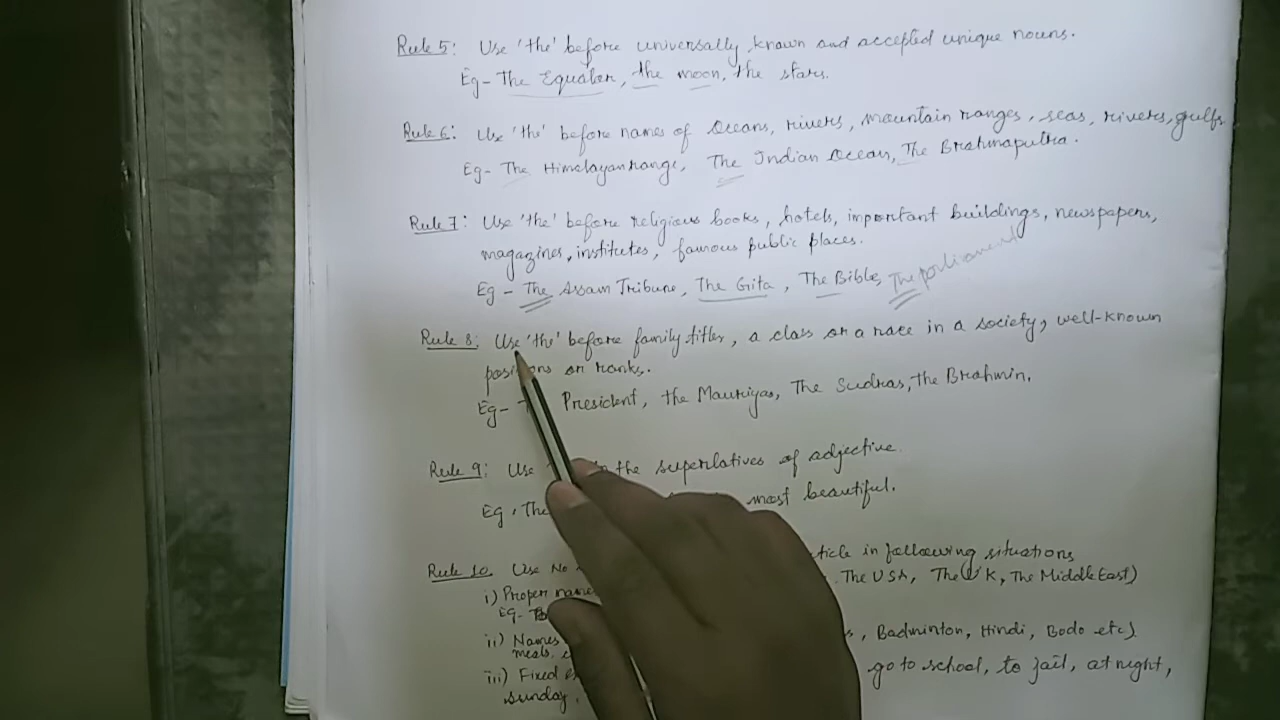 Rule 5: Use 'the' before universally known and accepted unique nouns.
Eg- The Equator, the moon, the stars.
Rule 6: Use 'the' before names of Oceans, rivers, mountain ranges, seas, rivers, gulfs
Eg- The Himalayan range, The Indian Ocean, The Brahmaputra.
Rule 7: Use 'the' before religious books, hotels, important buildings, newspapers,
magazines, institutes, famous public places.
Eg - The Assam Tribune, The Gita, The Bible, The parliament
Rule 8: Use 'the' before family titles, a class or a race in a society, well-known
positions or ranks.
Eg- President, the Mauriyas, The Sudras, the Brahmin.
Rule 9: Use the superlatives of adjective.
Eg, The most beautiful.
Rule 10 Use No in following situations
i) Proper name The USA, The UK, The Middle East)
Eg-
ii) Names , Badminton, Hindi, Bodo etc)
meals,
iii) Fixed go to school, to jail, at night,
sunday,